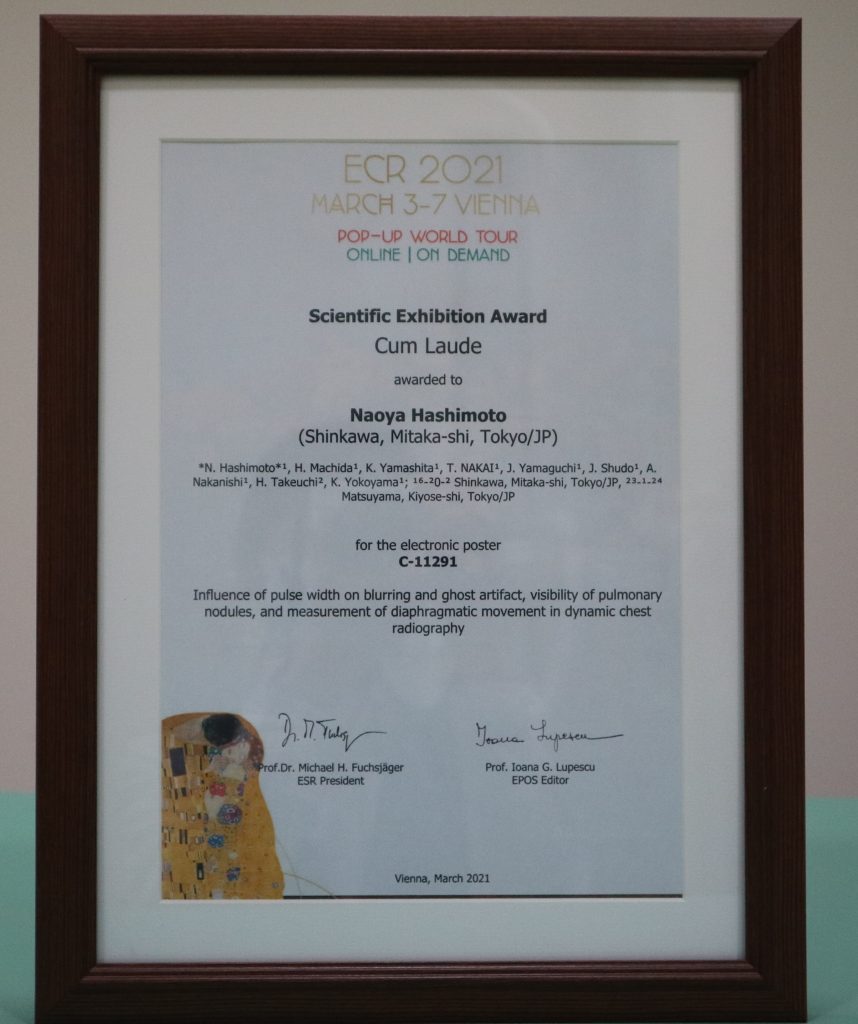 ECR 2021
MARCH 3-7 VIENNA
POP-UP WORLD TOUR
ONLINE | ON DEMAND
Scientific Exhibition Award
Cum Laude
awarded to
Naoya Hashimoto
(Shinkawa, Mitaka-shi, Tokyo/JP)
*N. Hashimoto*¹, H. Machida¹, K. Yamashita¹, T. NAKAI¹, J. Yamaguchi¹, J. Shudo¹, A.
Nakanishi¹, H. Takeuchi², K. Yokoyama¹; ¹⁶⁻²0⁻² Shinkawa, Mitaka-shi, Tokyo/JP, ²³⁻¹⁻²⁴
Matsuyama, Kiyose-shi, Tokyo/JP
for the electronic poster
C-11291
Influence of pulse width on blurring and ghost artifact, visibility of pulmonary
nodules, and measurement of diaphragmatic movement in dynamic chest
radiography
Ioana Lupescu
Prof.Dr. Michael H. Fuchsjäger
ESR President
Prof. Ioana G. Lupescu
EPOS Editor
Vienna, March 2021